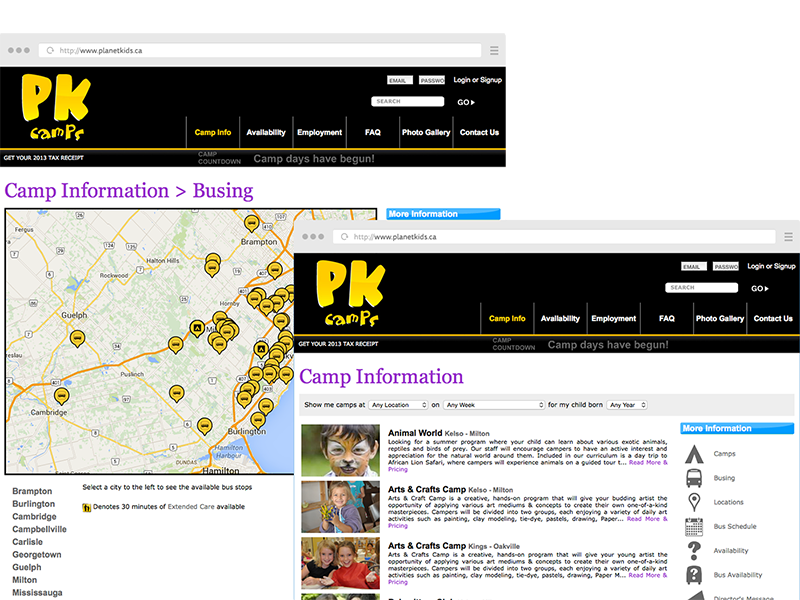 http://www.planetkids.ca
PK
camps
EMAIL
PASSWO
Login or Signup
SEARCH
GO
Camp Info
Availability
Employment
FAQ
Photo Gallery
Contact Us
GET YOUR 2013 TAX RECEIPT
CAMP
COUNTDOWN
Camp days have begun!
Camp Information > Busing
More Information
Fergus
Brampton
Halton Hills
Rockwood
Hornby
Guelph
Puslinch
Cambridge
Burlington
Hamilton
Harbour
DUNDAS
Hamilton
Select a city to the left to see the available bus stops
Denotes 30 minutes of Extended Care available
Brampton
Burlington
Cambridge
Campbellville
Carlisle
Georgetown
Guelph
Milton
Mississauga
http://www.planetkids.ca
PK
camps
EMAIL
PASSWO
Login or Signup
SEARCH
GO
Camp Info
Availability
Employment
FAQ
Photo Gallery
Contact Us
GET YOUR 2013 TAX RECEIPT
CAMP
COUNTDOWN
Camp days have begun!
Camp Information
Show me camps at Any Location on Any Week for my child born Any Year
Animal World Kelso - Milton
Looking for a summer program where your child can learn about various exotic animals,
reptiles and birds of prey. Our staff will encourage campers to have an active interest and
appreciation for the natural world around them. Included in our curriculum is a day trip to
African Lion Safari, where campers will experience animals on a guided tour t... Read More &
Pricing
Arts & Crafts Camp Kelso - Milton
Arts & Craft Camp is a creative, hands-on program that will give your budding artist the
opportunity of applying various art mediums & concepts to create their own one-of-a-kind
masterpieces. Campers will be divided into two groups, each enjoying a variety of daily art
activities such as painting, clay modeling, tie-dye, pastels, drawing, Paper... Read More &
Pricing
Arts & Crafts Camp Kings - Oakville
Arts & Craft Camp is a creative, hands-on program that will give your young artist the
opportunity of applying various art mediums & concepts to create their own one-of-a-kind
masterpieces. Campers will be divided into two groups, each enjoying a variety of daily art
activities such as painting, clay modeling, tie-dye, pastels, drawing, Paper M... Read More &
Pricing
More Information
Camps
Busing
Locations
Bus Schedule
Availability
Bus Availability
Director's Message